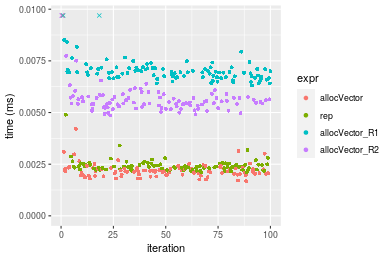 0.0100
0.0075
0.0050
0.0025
0.0000
time (ms)
0
25
50
75
100
iteration
expr
allocVector
rep
allocVector_R1
allocVector_R2